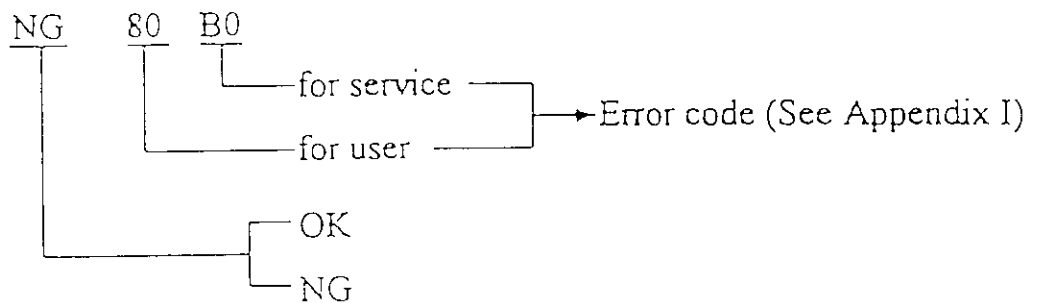 NG 80 B0
for service
Error code (See Appendix I)
for user
OK
NG